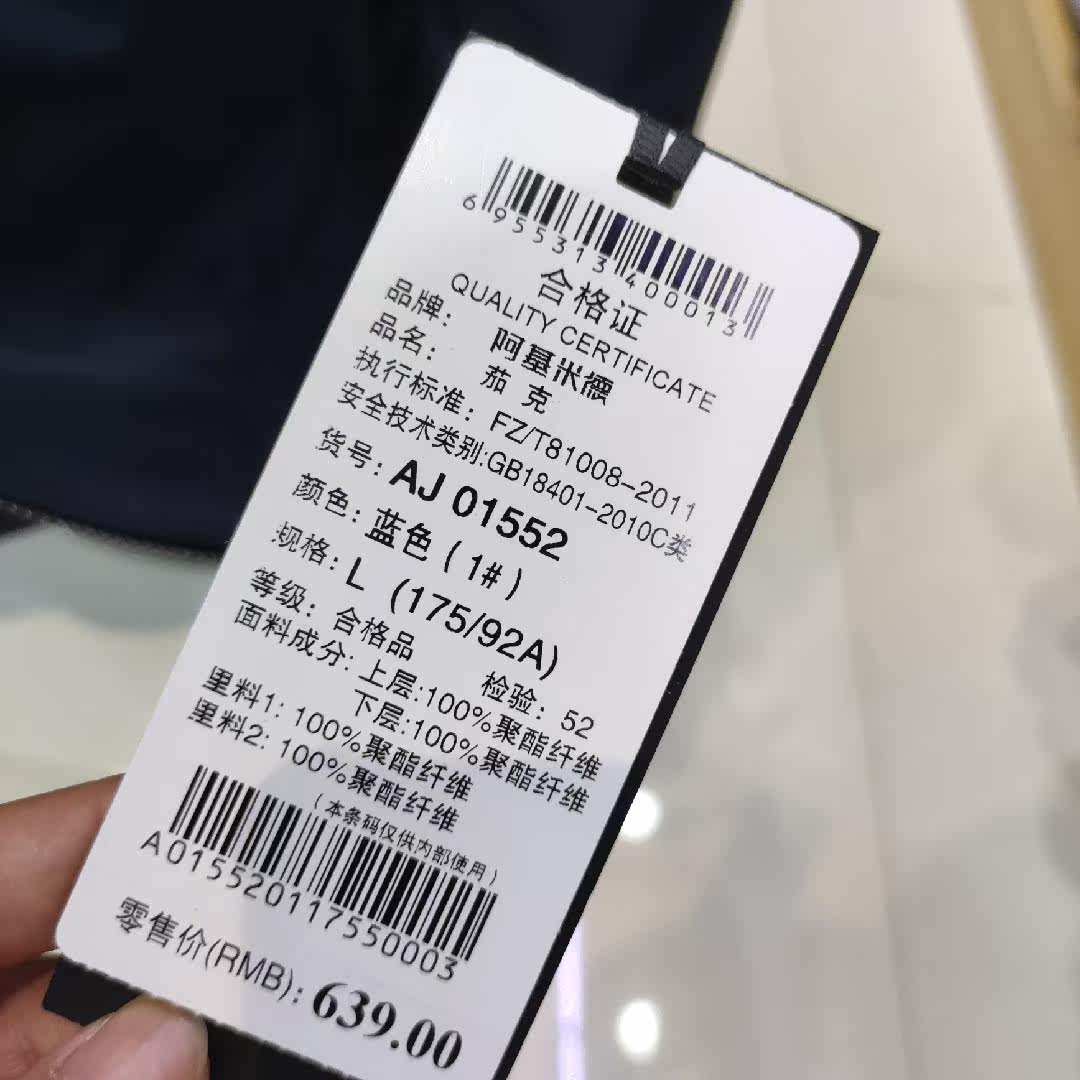 6955313400013
合格证
QUALITY CERTIFICATE
品牌: 阿基米德
品名: 茄克
执行标准: FZ/T81008-2011
安全技术类别:GB18401-2010C类
货号: AJ 01552
颜色: 蓝色 (1#)
规格: L (175/92A)
等级: 合格品 检验: 52
面料成分: 上层:100%聚酯纤维
下层:100%聚酯纤维
里料1: 100%聚酯纤维
里料2: 100%聚酯纤维
(本条码仅供内部使用)
A01552011755​0003
零售价(RMB): 639.00